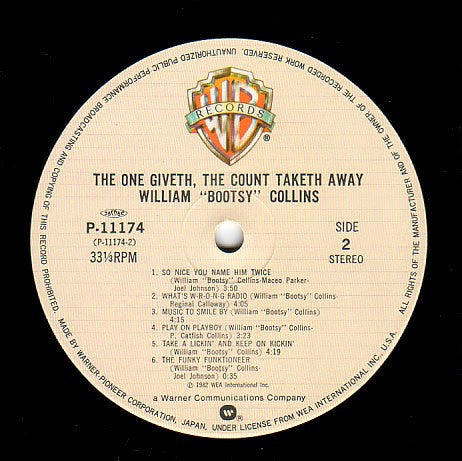 WB
RECORDS
®
THE ONE GIVETH, THE COUNT TAKETH AWAY
WILLIAM "BOOTSY" COLLINS
P-11174
(P-11174-2)
33⅓RPM
SIDE
2
STEREO
1. SO NICE YOU NAME HIM TWICE
(William "Bootsy" Collins-Maceo Parker-
Joel Johnson) 3:50
2. WHAT'S W-R-O-N-G RADIO (William "Bootsy" Collins-
Reginal Calloway) 4:05
3. MUSIC TO SMILE BY (William "Bootsy" Collins)
4:15
4. PLAY ON PLAYBOY (William "Bootsy" Collins-
P. Catfish Collins) 3:23
5. TAKE A LICKIN' AND KEEP ON KICKIN'
(William "Bootsy" Collins) 4:19
6. THE FUNKY FUNKTIONEER
(William "Bootsy" Collins-
Joel Johnson) 0:35
Ⓟ 1982 WEA International Inc.
a Warner Communications Company
ALL RIGHTS OF THE MANUFACTURER AND OF THE OWNER OF THE RECORDED WORK RESERVED. UNAUTHORIZED PUBLIC PERFORMANCE BROADCASTING AND COPYING OF THIS RECORD PROHIBITED.
MADE BY WARNER-PIONEER CORPORATION, JAPAN, UNDER LICENSE FROM WEA INTERNATIONAL INC., U.S.A.